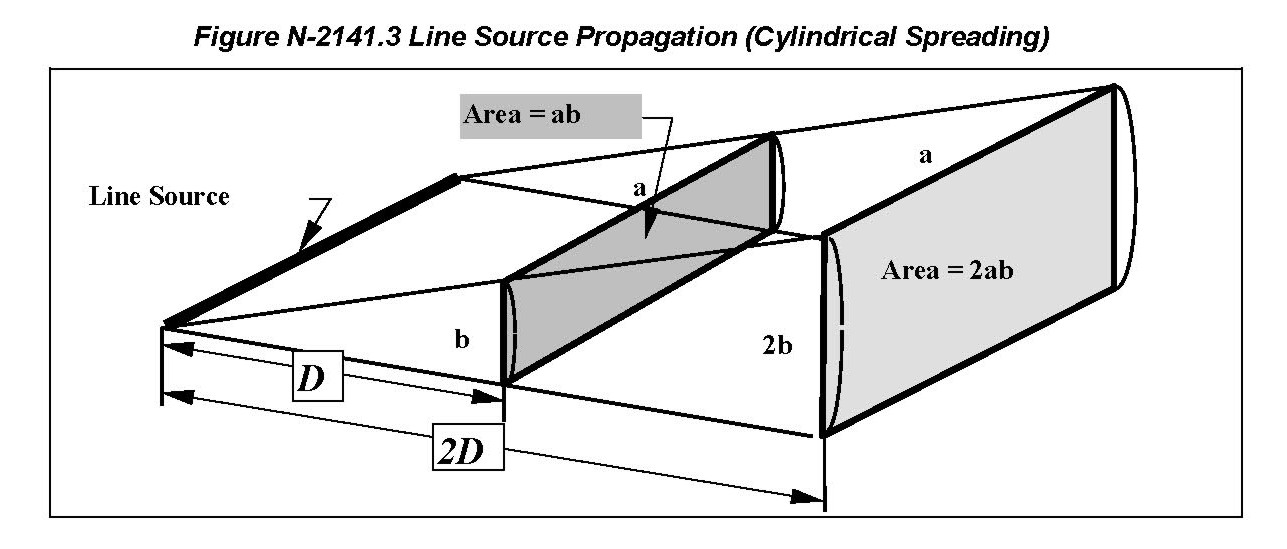 Figure N-2141.3 Line Source Propagation (Cylindrical Spreading)
Area = ab
Line Source
a
a
Area = 2ab
b
2b
D
2D